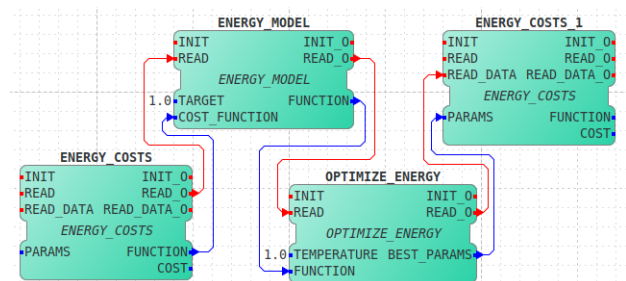 ENERGY_MODEL
INIT INIT_O
READ READ_O
ENERGY_MODEL
1.0 TARGET FUNCTION
COST_FUNCTION
ENERGY_COSTS_1
INIT INIT_O
READ READ_O
READ_DATA READ_DATA_O
ENERGY_COSTS
PARAMS FUNCTION
COST
ENERGY_COSTS
INIT INIT_O
READ READ_O
READ_DATA READ_DATA_O
ENERGY_COSTS
PARAMS FUNCTION
COST
OPTIMIZE_ENERGY
INIT INIT_O
READ READ_O
OPTIMIZE_ENERGY
1.0 TEMPERATURE BEST_PARAMS
FUNCTION